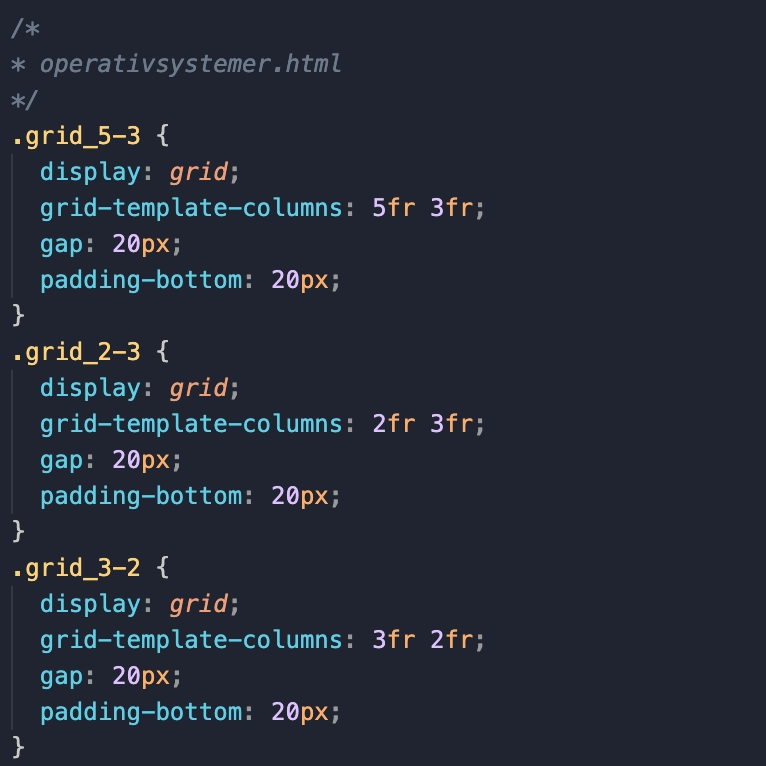 /*
* operativsystemer.html
*/
.grid_5-3 {
  display: grid;
  grid-template-columns: 5fr 3fr;
  gap: 20px;
  padding-bottom: 20px;
}
.grid_2-3 {
  display: grid;
  grid-template-columns: 2fr 3fr;
  gap: 20px;
  padding-bottom: 20px;
}
.grid_3-2 {
  display: grid;
  grid-template-columns: 3fr 2fr;
  gap: 20px;
  padding-bottom: 20px;
}